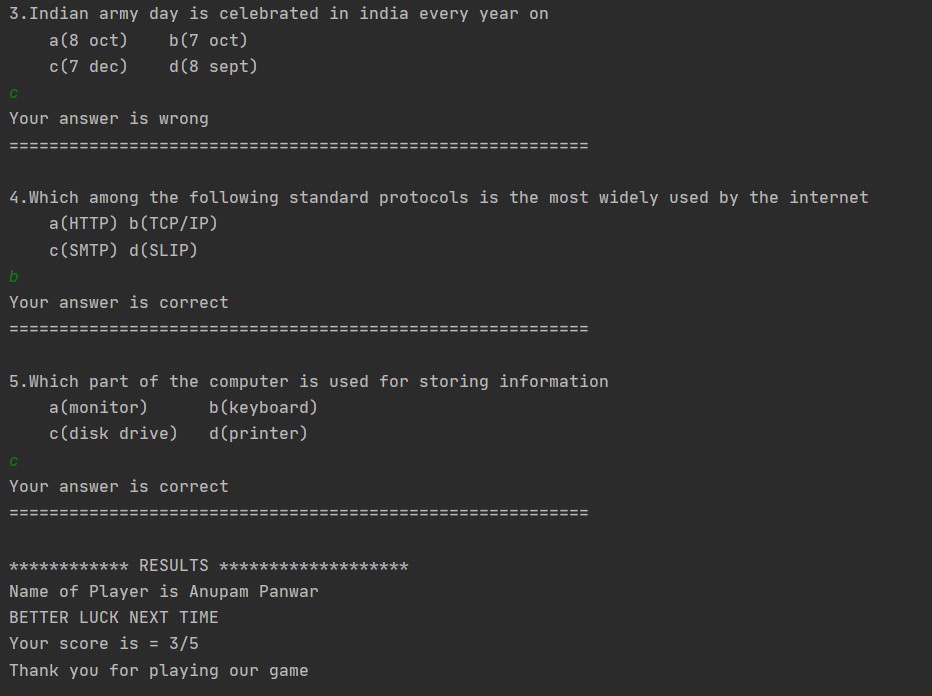 3.Indian army day is celebrated in india every year on
    a(8 oct)    b(7 oct)
    c(7 dec)    d(8 sept)
c
Your answer is wrong
==========================================================
4.Which among the following standard protocols is the most widely used by the internet
    a(HTTP) b(TCP/IP)
    c(SMTP) d(SLIP)
b
Your answer is correct
==========================================================
5.Which part of the computer is used for storing information
    a(monitor)      b(keyboard)
    c(disk drive)   d(printer)
c
Your answer is correct
==========================================================
************ RESULTS *******************
Name of Player is Anupam Panwar
BETTER LUCK NEXT TIME
Your score is = 3/5
Thank you for playing our game